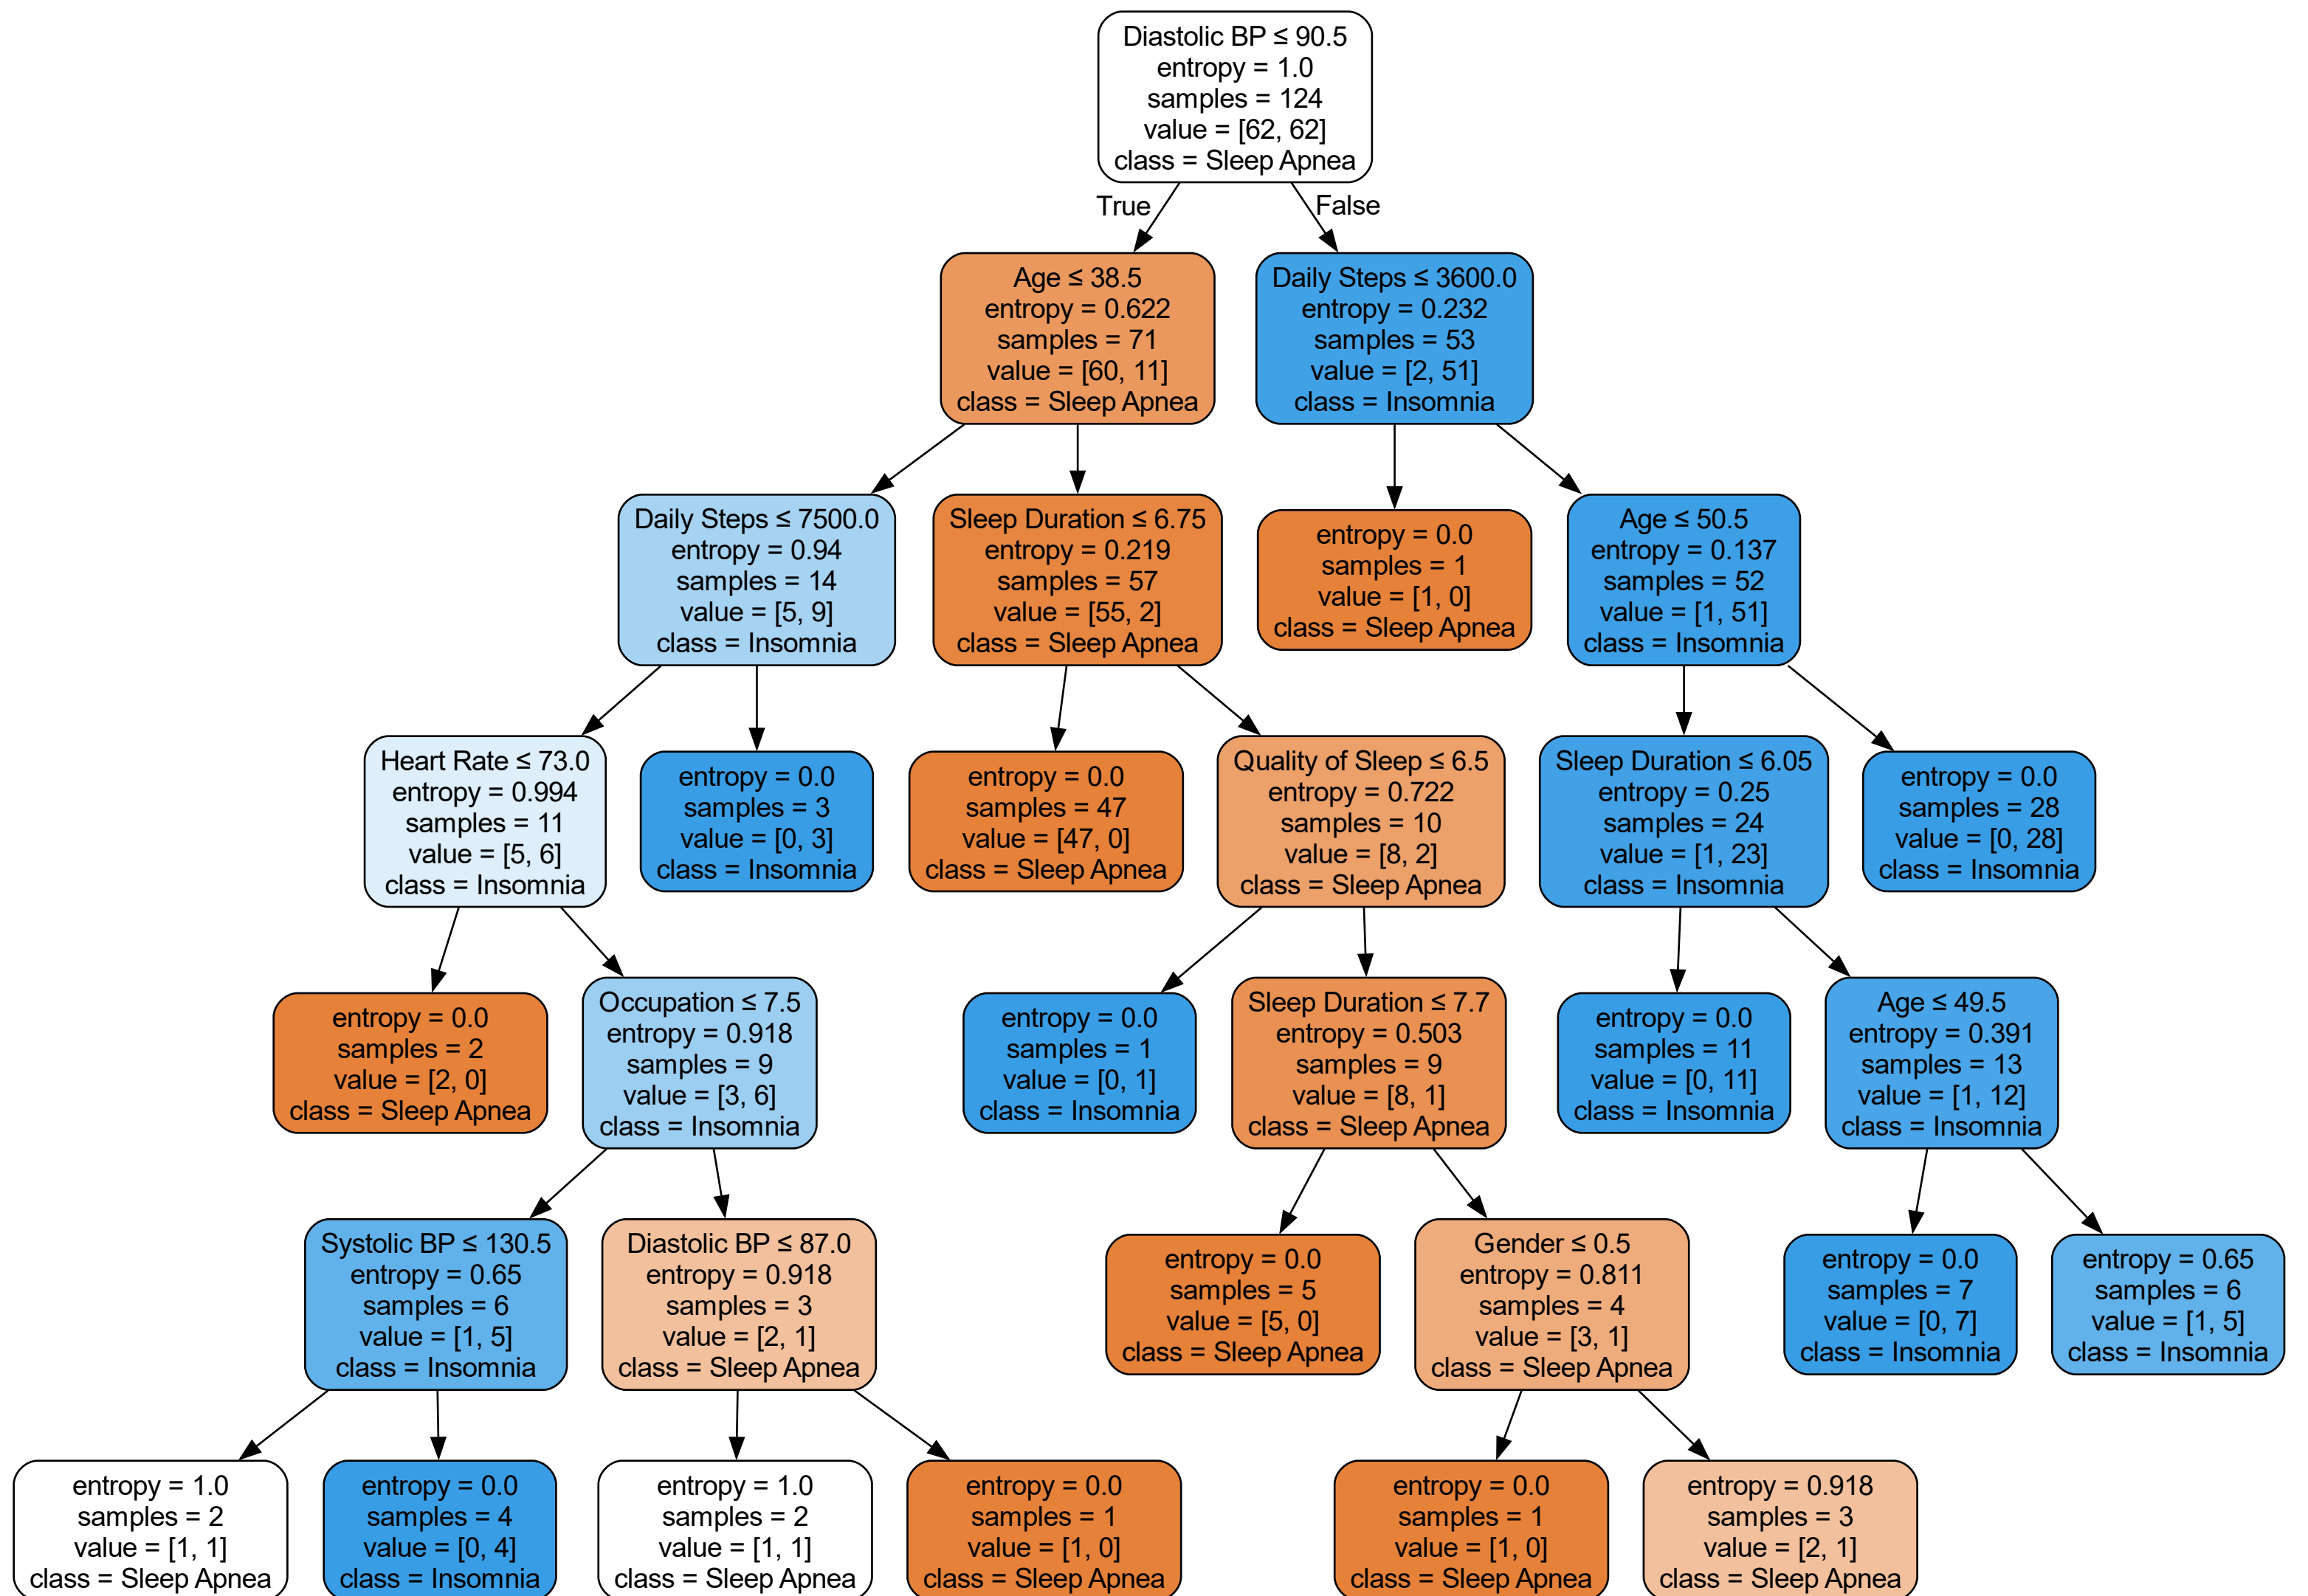 Diastolic BP ≤ 90.5
entropy = 1.0
samples = 124
value = [62, 62]
class = Sleep Apnea
True
False
Age ≤ 38.5
entropy = 0.622
samples = 71
value = [60, 11]
class = Sleep Apnea
Daily Steps ≤ 3600.0
entropy = 0.232
samples = 53
value = [2, 51]
class = Insomnia
Daily Steps ≤ 7500.0
entropy = 0.94
samples = 14
value = [5, 9]
class = Insomnia
Sleep Duration ≤ 6.75
entropy = 0.219
samples = 57
value = [55, 2]
class = Sleep Apnea
entropy = 0.0
samples = 1
value = [1, 0]
class = Sleep Apnea
Age ≤ 50.5
entropy = 0.137
samples = 52
value = [1, 51]
class = Insomnia
Heart Rate ≤ 73.0
entropy = 0.994
samples = 11
value = [5, 6]
class = Insomnia
entropy = 0.0
samples = 3
value = [0, 3]
class = Insomnia
entropy = 0.0
samples = 47
value = [47, 0]
class = Sleep Apnea
Quality of Sleep ≤ 6.5
entropy = 0.722
samples = 10
value = [8, 2]
class = Sleep Apnea
Sleep Duration ≤ 6.05
entropy = 0.25
samples = 24
value = [1, 23]
class = Insomnia
entropy = 0.0
samples = 28
value = [0, 28]
class = Insomnia
entropy = 0.0
samples = 2
value = [2, 0]
class = Sleep Apnea
Occupation ≤ 7.5
entropy = 0.918
samples = 9
value = [3, 6]
class = Insomnia
entropy = 0.0
samples = 1
value = [0, 1]
class = Insomnia
Sleep Duration ≤ 7.7
entropy = 0.503
samples = 9
value = [8, 1]
class = Sleep Apnea
entropy = 0.0
samples = 11
value = [0, 11]
class = Insomnia
Age ≤ 49.5
entropy = 0.391
samples = 13
value = [1, 12]
class = Insomnia
Systolic BP ≤ 130.5
entropy = 0.65
samples = 6
value = [1, 5]
class = Insomnia
Diastolic BP ≤ 87.0
entropy = 0.918
samples = 3
value = [2, 1]
class = Sleep Apnea
entropy = 0.0
samples = 5
value = [5, 0]
class = Sleep Apnea
Gender ≤ 0.5
entropy = 0.811
samples = 4
value = [3, 1]
class = Sleep Apnea
entropy = 0.0
samples = 7
value = [0, 7]
class = Insomnia
entropy = 0.65
samples = 6
value = [1, 5]
class = Insomnia
entropy = 1.0
samples = 2
value = [1, 1]
class = Sleep Apnea
entropy = 0.0
samples = 4
value = [0, 4]
class = Insomnia
entropy = 1.0
samples = 2
value = [1, 1]
class = Sleep Apnea
entropy = 0.0
samples = 1
value = [1, 0]
class = Sleep Apnea
entropy = 0.0
samples = 1
value = [1, 0]
class = Sleep Apnea
entropy = 0.918
samples = 3
value = [2, 1]
class = Sleep Apnea